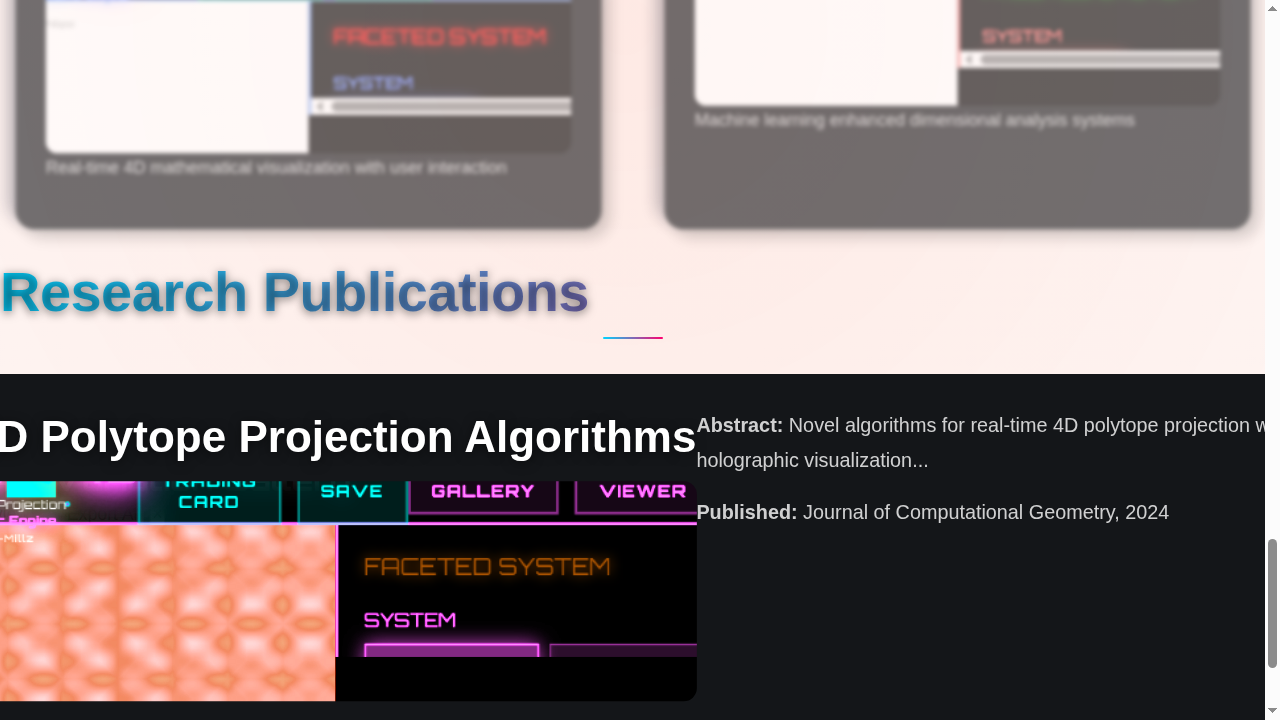 FACETED SYSTEM
SYSTEM
Real-time 4D mathematical visualization with user interaction
SYSTEM
Machine learning enhanced dimensional analysis systems
Research Publications
D Polytope Projection Algorithms
TRADING
CARD
SAVE
GALLERY
VIEWER
Projection
-Millz
FACETED SYSTEM
SYSTEM
Abstract: Novel algorithms for real-time 4D polytope projection w
holographic visualization...
Published: Journal of Computational Geometry, 2024